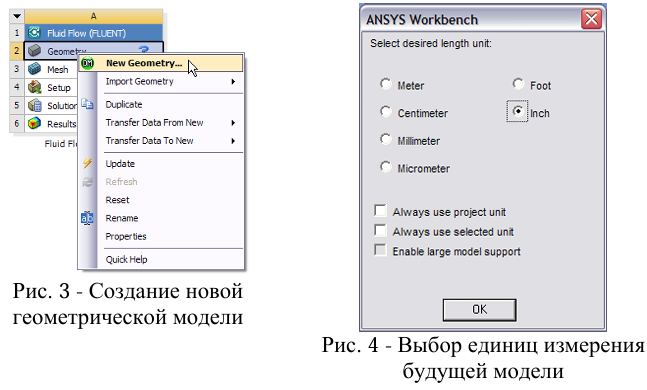 A
1 Fluid Flow (FLUENT)
2 Geometry ?
3 Mesh
4 Setup
5 Solution
6 Results
Fluid Flo
DM New Geometry...
Import Geometry
Duplicate
Transfer Data From New
Transfer Data To New
Update
Refresh
Reset
ab Rename
Properties
Quick Help
Рис. 3 - Создание новой
геометрической модели
ANSYS Workbench
Select desired length unit:
Meter Foot
Centimeter Inch
Millimeter
Micrometer
Always use project unit
Always use selected unit
Enable large model support
OK
Рис. 4 - Выбор единиц измерения
будущей модели